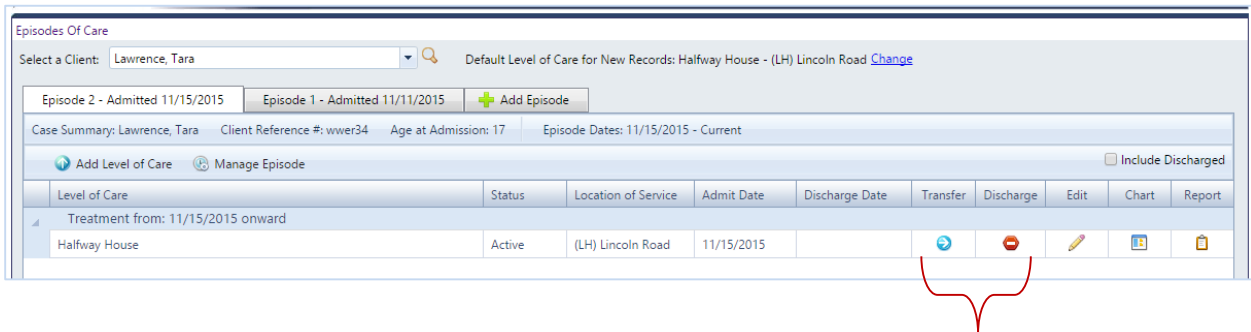 Episodes Of Care
Select a Client: Lawrence, Tara Default Level of Care for New Records: Halfway House - (LH) Lincoln Road Change
Episode 2 - Admitted 11/15/2015 Episode 1 - Admitted 11/11/2015 Add Episode
Case Summary: Lawrence, Tara Client Reference #: wwer34 Age at Admission: 17 Episode Dates: 11/15/2015 - Current
Add Level of Care Manage Episode Include Discharged
Level of Care Status Location of Service Admit Date Discharge Date Transfer Discharge Edit Chart Report
Treatment from: 11/15/2015 onward
Halfway House Active (LH) Lincoln Road 11/15/2015